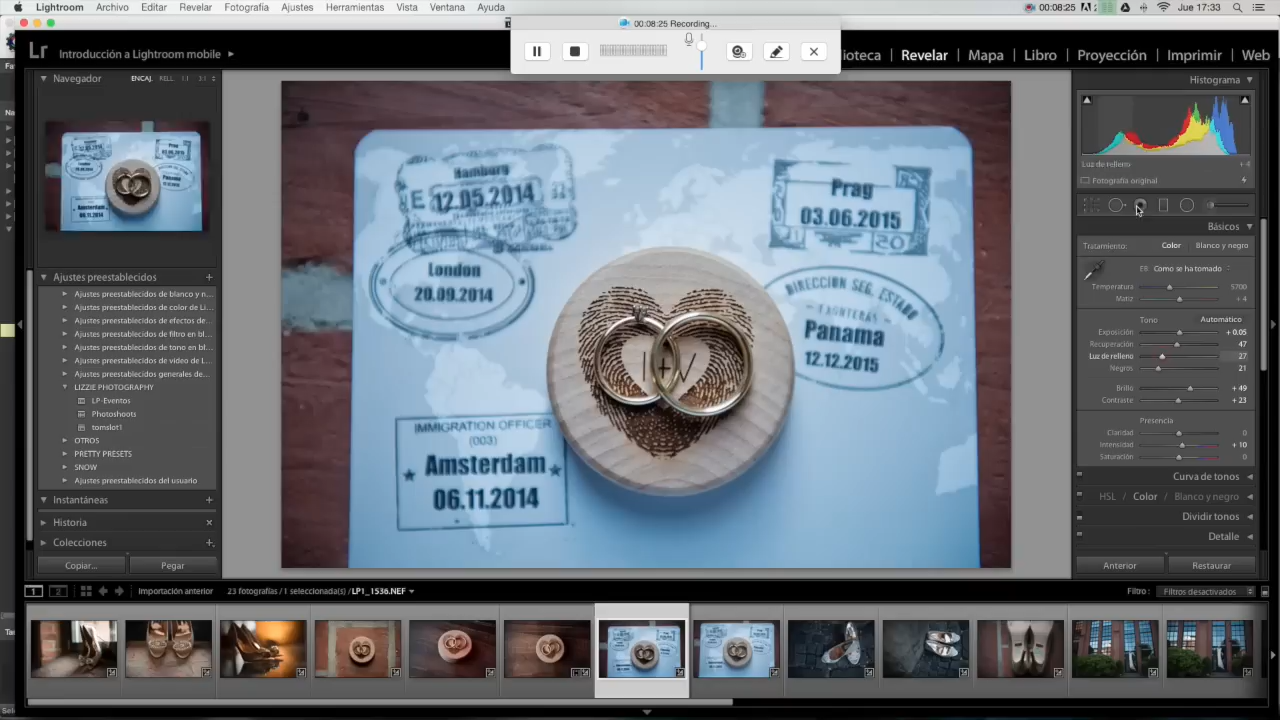 Lightroom Archivo Editar Revelar Fotografía Ajustes Herramientas Vista Ventana Ayuda 00:08:25 Jue 17:33
00:08:25 Recording...
Lr Introducción a Lightroom mobile
lioteca Revelar Mapa Libro Proyección Imprimir Web
Navegador ENCAJ. RELL. 1:1 3:1
Histograma
Luz de relleno + 4
Fotografía original
Básicos
Tratamiento: Color Blanco y negro
Como se ha tomado
Temperatura 5700
Matiz + 4
Tono Automático
Exposición + 0.05
Recuperación 47
Luz de relleno 27
Negros 21
Brillo + 49
Contraste + 23
Presencia
Claridad 0
Intensidad + 10
Saturación 0
Curva de tonos
HSL / Color / Blanco y negro
Dividir tonos
Detalle
Anterior Restaurar
Ajustes preestablecidos
Ajustes preestablecidos de blanco y n...
Ajustes preestablecidos de color de Li...
Ajustes preestablecidos de efectos de...
Ajustes preestablecidos de filtro en bl...
Ajustes preestablecidos de tono en bl...
Ajustes preestablecidos de vídeo de L...
Ajustes preestablecidos generales de...
LIZZIE PHOTOGRAPHY
LP-Eventos
Photoshoots
tomslot1
OTROS
PRETTY PRESETS
SNOW
Ajustes preestablecidos del usuario
Instantáneas
Historia
Colecciones
Copiar... Pegar
Hamburg
E 12.05.2014
London
20.09.2014
Prag
03.06.2015
20
DIRECCION SEG. ESTADO
- FRONTERAS -
Panama
12.12.2015
I+V
IMMIGRATION OFFICER
(003)
Amsterdam
06.11.2014
1 2 Importación anterior 23 fotografías / 1 seleccionada(s) / LP1_1536.NEF Filtro : Filtros desactivados